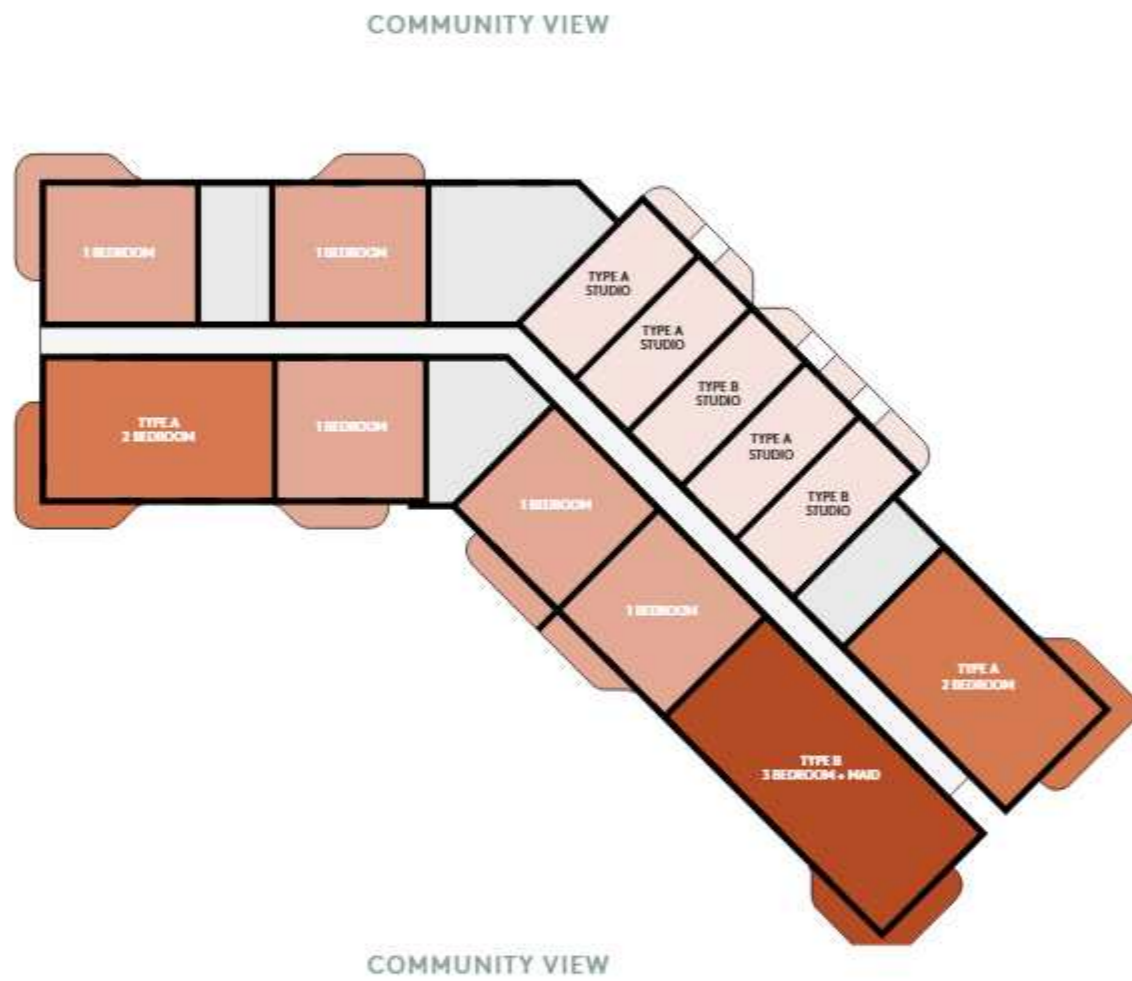 COMMUNITY VIEW
1 BEDROOM
1 BEDROOM
TYPE A
STUDIO
TYPE A
STUDIO
TYPE B
STUDIO
TYPE A
STUDIO
TYPE B
STUDIO
TYPE A
2 BEDROOM
1 BEDROOM
1 BEDROOM
1 BEDROOM
TYPE A
2 BEDROOM
TYPE B
3 BEDROOM + MAID
COMMUNITY VIEW